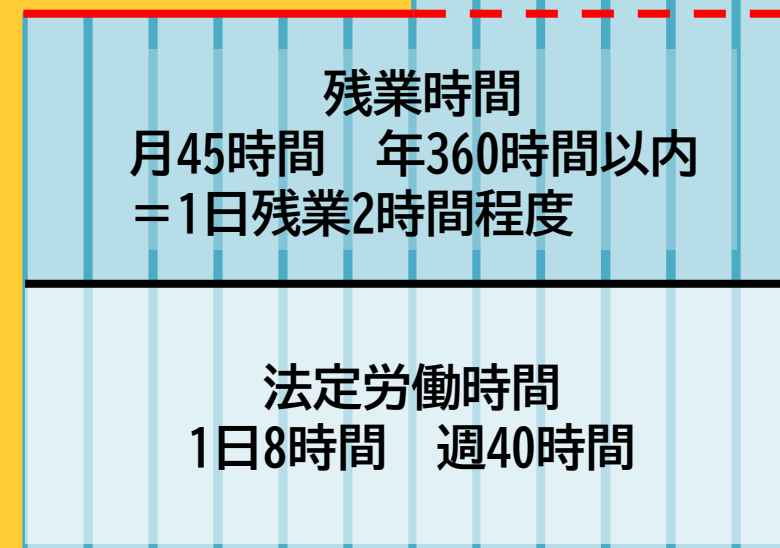 残業時間
月45時間　年360時間以内
＝1日残業2時間程度
法定労働時間
1日8時間　週40時間